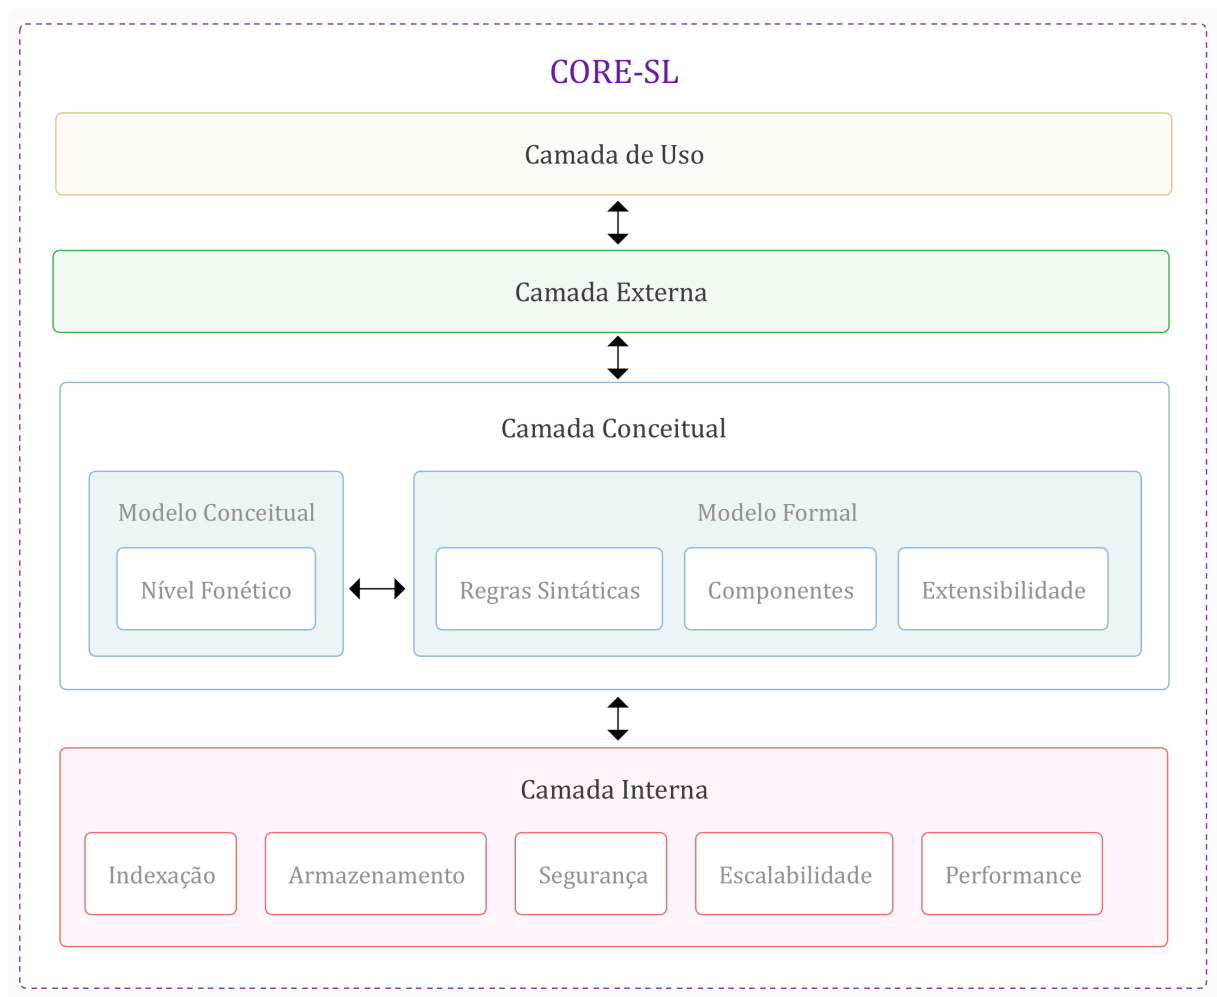 CORE-SL
Camada de Uso
Camada Externa
Camada Conceitual
Modelo Conceitual
Modelo Formal
Nível Fonético
Regras Sintáticas
Componentes
Extensibilidade
Camada Interna
Indexação
Armazenamento
Segurança
Escalabilidade
Performance